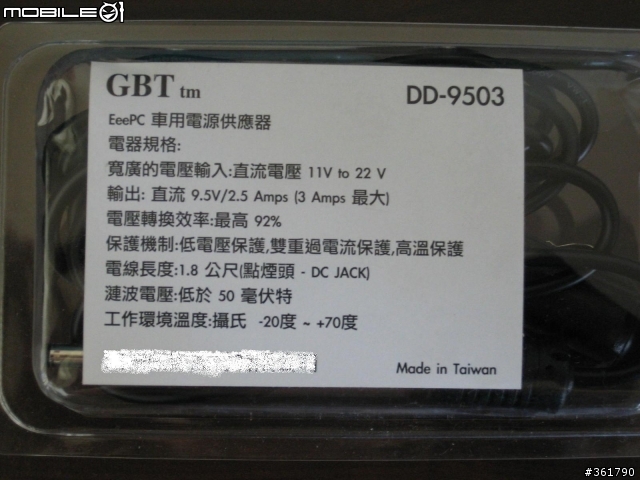 MOBILE01
GBT tm
DD-9503
EeePC 車用電源供應器
電器規格:
寬廣的電壓輸入:直流電壓 11V to 22 V
輸出: 直流 9.5V/2.5 Amps (3 Amps 最大)
電壓轉換效率:最高 92%
保護機制:低電壓保護,雙重過電流保護,高溫保護
電線長度:1.8 公尺(點煙頭 - DC JACK)
漣波電壓:低於 50 毫伏特
工作環境溫度:攝氏 -20度 ~ +70度
Made in Taiwan
#361790